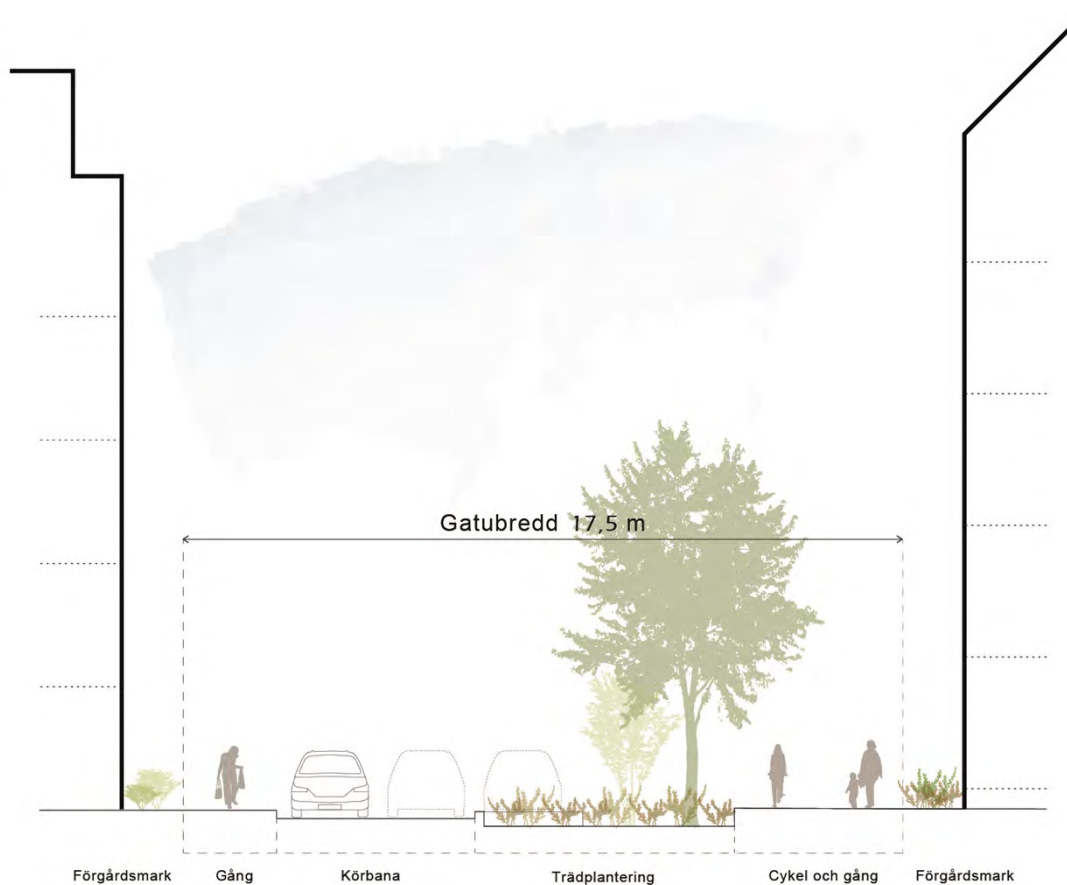 Gatubredd 17,5 m
Förgårdsmark Gång Körbana Trädplantering Cykel och gång Förgårdsmark